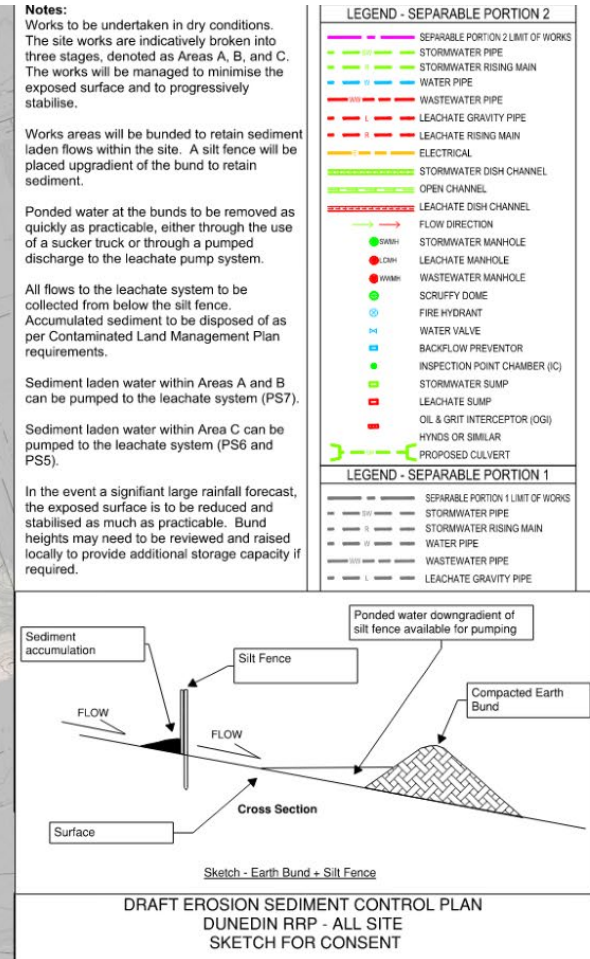 Notes:
Works to be undertaken in dry conditions.
The site works are indicatively broken into
three stages, denoted as Areas A, B, and C.
The works will be managed to minimise the
exposed surface and to progressively
stabilise.
Works areas will be bunded to retain sediment
laden flows within the site. A silt fence will be
placed upgradient of the bund to retain
sediment.
Ponded water at the bunds to be removed as
quickly as practicable, either through the use
of a sucker truck or through a pumped
discharge to the leachate pump system.
All flows to the leachate system to be
collected from below the silt fence.
Accumulated sediment to be disposed of as
per Contaminated Land Management Plan
requirements.
Sediment laden water within Areas A and B
can be pumped to the leachate system (PS7).
Sediment laden water within Area C can be
pumped to the leachate system (PS6 and
PS5).
In the event a signifiant large rainfall forecast,
the exposed surface is to be reduced and
stabilised as much as practicable. Bund
heights may need to be reviewed and raised
locally to provide additional storage capacity if
required.
LEGEND - SEPARABLE PORTION 2
SEPARABLE PORTION 2 LIMIT OF WORKS
SW STORMWATER PIPE
R STORMWATER RISING MAIN
W WATER PIPE
WW WASTEWATER PIPE
L LEACHATE GRAVITY PIPE
R LEACHATE RISING MAIN
E ELECTRICAL
STORMWATER DISH CHANNEL
OPEN CHANNEL
LEACHATE DISH CHANNEL
FLOW DIRECTION
SWMH STORMWATER MANHOLE
LCMH LEACHATE MANHOLE
WWMH WASTEWATER MANHOLE
SCRUFFY DOME
FIRE HYDRANT
WATER VALVE
BACKFLOW PREVENTOR
INSPECTION POINT CHAMBER (IC)
STORMWATER SUMP
LEACHATE SUMP
OIL & GRIT INTERCEPTOR (OGI)
HYNDS OR SIMILAR
PROPOSED CULVERT
LEGEND - SEPARABLE PORTION 1
SEPARABLE PORTION 1 LIMIT OF WORKS
SW STORMWATER PIPE
R STORMWATER RISING MAIN
W WATER PIPE
WW WASTEWATER PIPE
L LEACHATE GRAVITY PIPE
Sediment
accumulation
Silt Fence
Ponded water downgradient of
silt fence available for pumping
Compacted Earth
Bund
FLOW
FLOW
Cross Section
Surface
Sketch - Earth Bund + Silt Fence
DRAFT EROSION SEDIMENT CONTROL PLAN
DUNEDIN RRP - ALL SITE
SKETCH FOR CONSENT